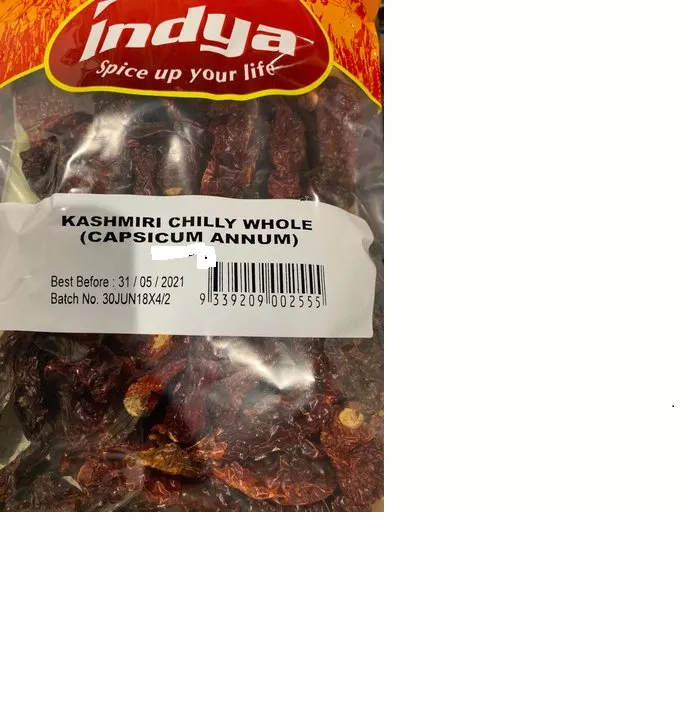 indya
Spice up your life
KASHMIRI CHILLY WHOLE
(CAPSICUM ANNUM)
Best Before : 31 / 05 / 2021
Batch No. 30JUN18X4/2
9 339209 002555